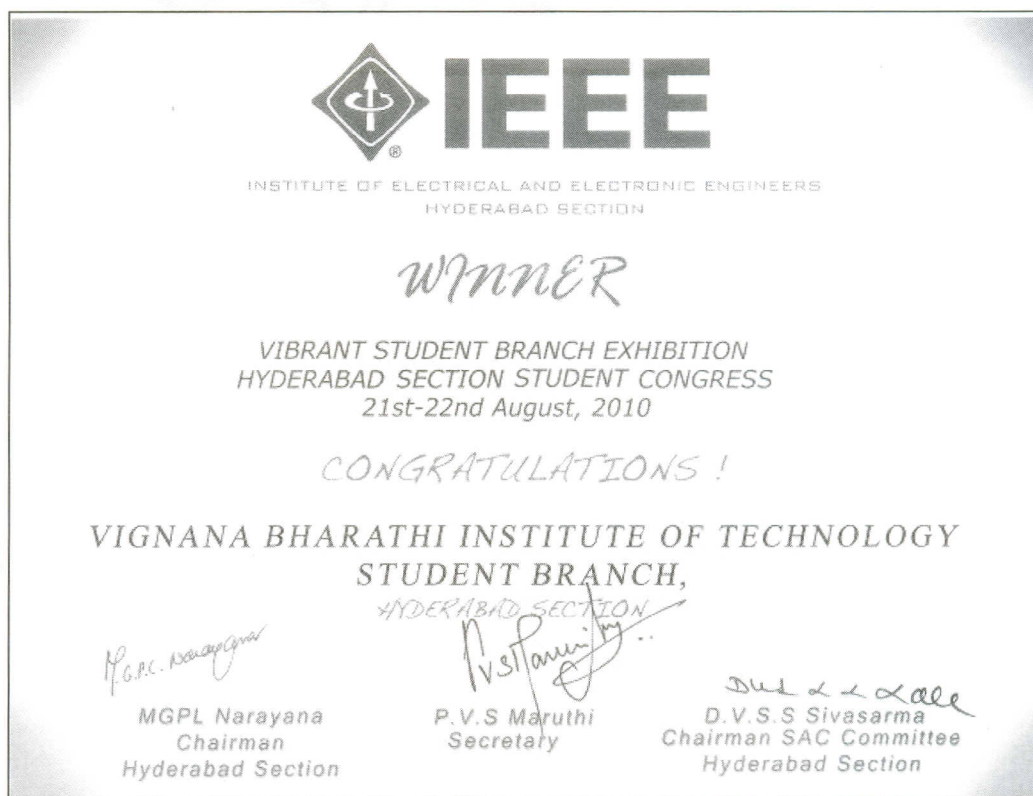 IEEE
®
INSTITUTE OF ELECTRICAL AND ELECTRONIC ENGINEERS
HYDERABAD SECTION
WINNER
VIBRANT STUDENT BRANCH EXHIBITION
HYDERABAD SECTION STUDENT CONGRESS
21st-22nd August, 2010
CONGRATULATIONS !
VIGNANA BHARATHI INSTITUTE OF TECHNOLOGY
STUDENT BRANCH,
HYDERABAD SECTION
MGPL Narayana
Chairman
Hyderabad Section
P.V.S Maruthi
Secretary
D.V.S.S Sivasarma
Chairman SAC Committee
Hyderabad Section